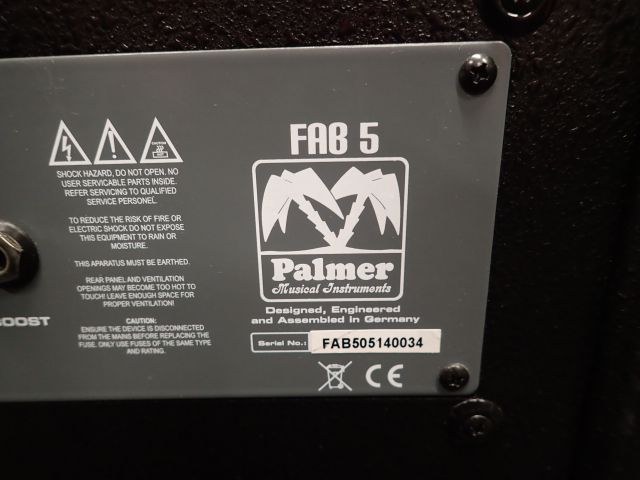 FAB 5
CAUTION
SHOCK HAZARD, DO NOT OPEN. NO
USER SERVICABLE PARTS INSIDE.
REFER SERVICING TO QUALIFIED
SERVICE PERSONEL.
TO REDUCE THE RISK OF FIRE OR
ELECTRIC SHOCK DO NOT EXPOSE
THIS EQUIPMENT TO RAIN OR
MOISTURE.
THIS APPARATUS MUST BE EARTHED.
REAR PANEL AND VENTILATION
OPENINGS MAY BECOME TOO HOT TO
TOUCH! LEAVE ENOUGH SPACE FOR
PROPER VENTILATION!
CAUTION:
ENSURE THE DEVICE IS DISCONNECTED
FROM THE MAINS BEFORE REPLACING THE
FUSE. ONLY USE FUSES OF THE SAME TYPE
AND RATING.
BOOST
Palmer
Musical Instruments
Designed, Engineered
and Assembled in Germany
Serial No.: FAB505140034
CE